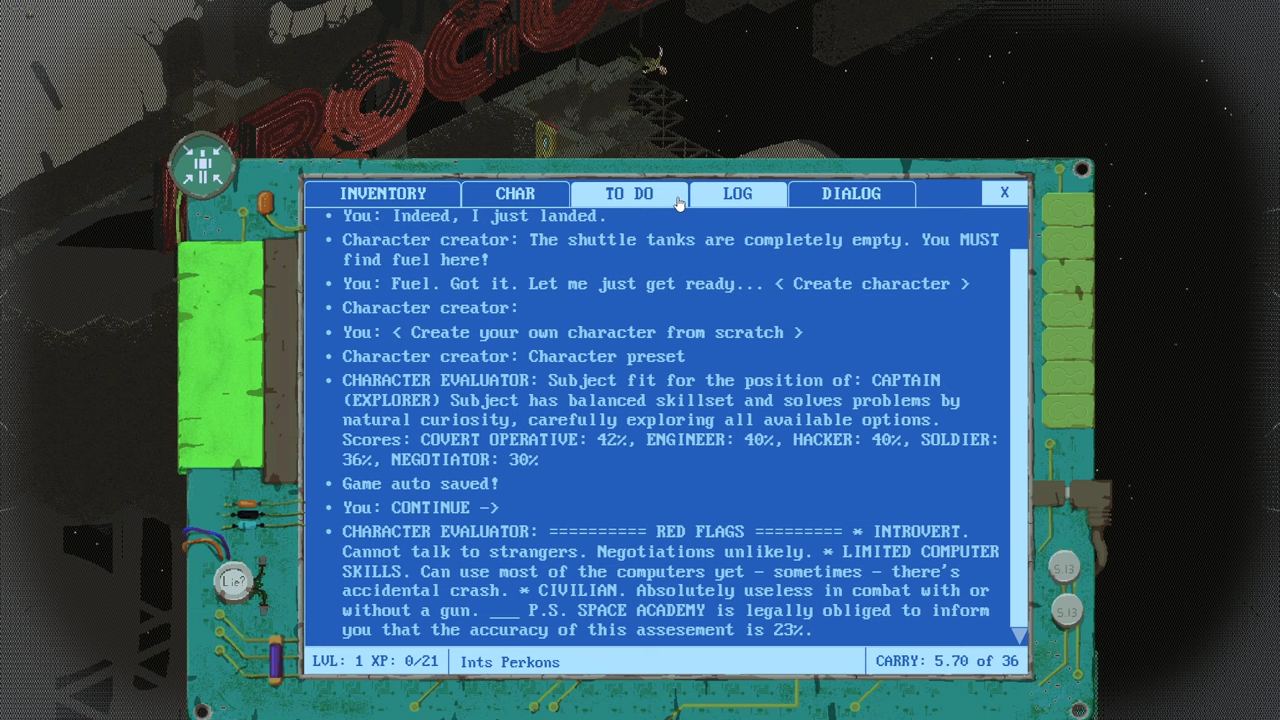 INVENTORY
CHAR
TO DO
LOG
DIALOG
X
• You: Indeed, I just landed.
• Character creator: The shuttle tanks are completely empty. You MUST
find fuel here!
• You: Fuel. Got it. Let me just get ready... < Create character >
• Character creator:
• You: < Create your own character from scratch >
• Character creator: Character preset
• CHARACTER EVALUATOR: Subject fit for the position of: CAPTAIN
(EXPLORER) Subject has balanced skillset and solves problems by
natural curiosity, carefully exploring all available options.
Scores: COVERT OPERATIVE: 42%, ENGINEER: 40%, HACKER: 40%, SOLDIER:
36%, NEGOTIATOR: 30%
• Game auto saved!
• You: CONTINUE ->
• CHARACTER EVALUATOR: ========== RED FLAGS ========= * INTROVERT.
Cannot talk to strangers. Negotiations unlikely. * LIMITED COMPUTER
SKILLS. Can use most of the computers yet - sometimes - there's
accidental crash. * CIVILIAN. Absolutely useless in combat with or
without a gun. ___ P.S. SPACE ACADEMY is legally obliged to inform
you that the accuracy of this assesement is 23%.
Lie?
S.13
S.13
LVL: 1 XP: 0/21
Ints Perkons
CARRY: 5.70 of 36